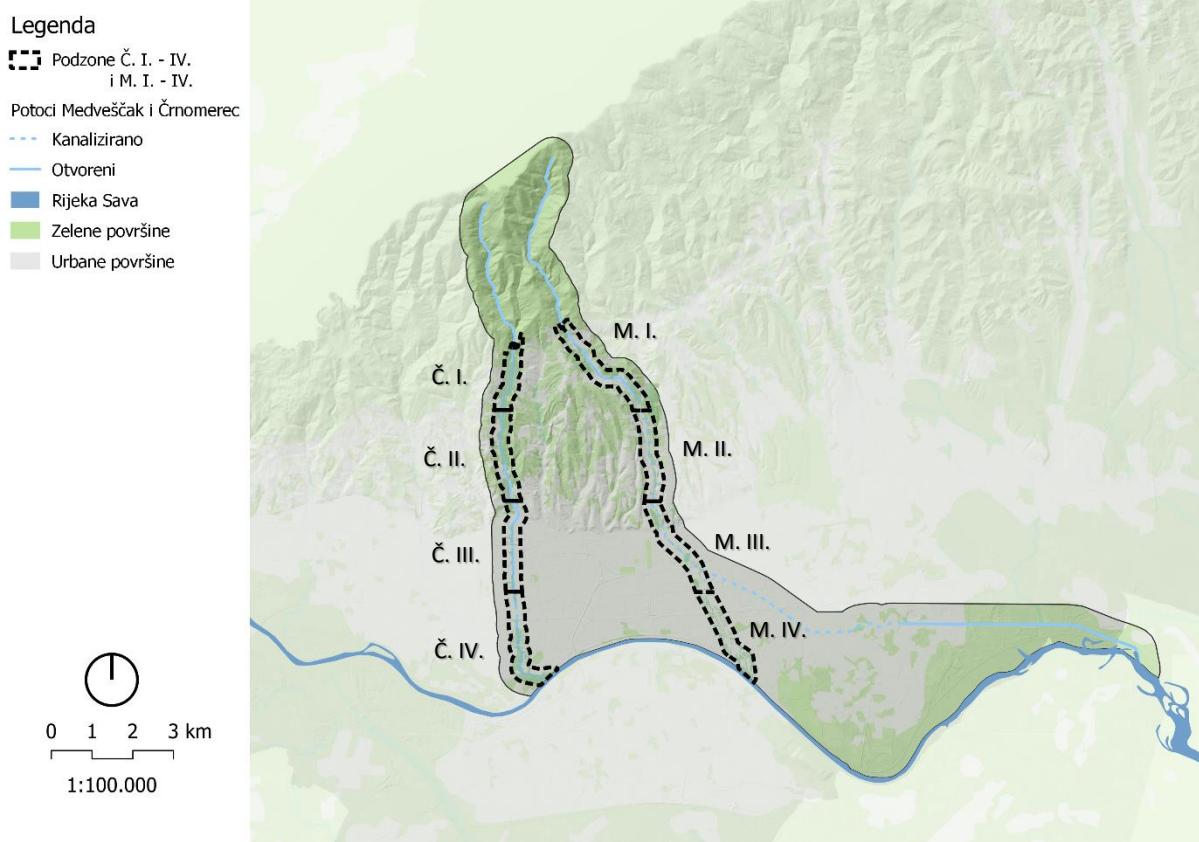 Legenda
Podzone Č. I. - IV.
i M. I. - IV.
Potoci Medveščak i Črnomerec
Kanalizirano
Otvoreni
Rijeka Sava
Zelene površine
Urbane površine
M. I.
Č. I.
M. II.
Č. II.
M. III.
Č. III.
M. IV.
Č. IV.
0 1 2 3 km
1:100.000